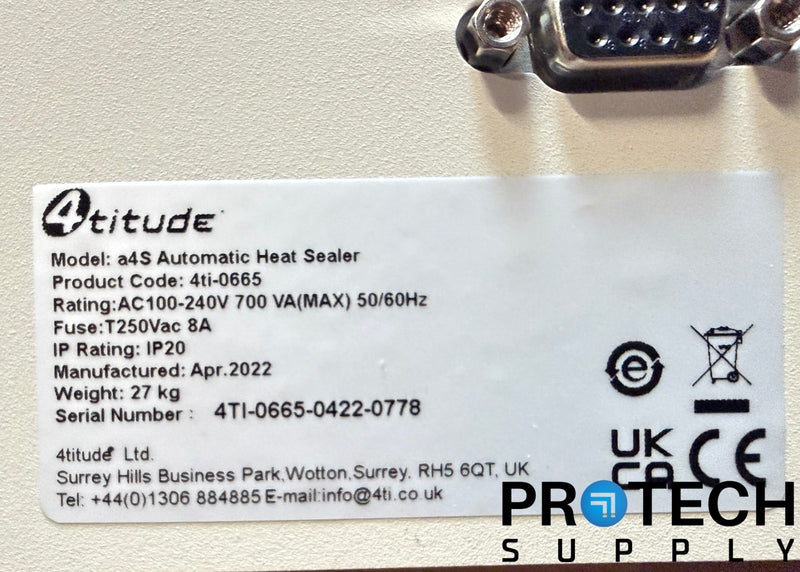 4titude
Model: a4S Automatic Heat Sealer
Product Code: 4ti-0665
Rating:AC100-240V 700 VA(MAX) 50/60Hz
Fuse:T250Vac 8A
IP Rating: IP20
Manufactured: Apr.2022
Weight: 27 kg
Serial Number : 4TI-0665-0422-0778
4titude Ltd.
Surrey Hills Business Park,Wotton,Surrey. RH5 6QT, UK
Tel: +44(0)1306 884885 E-mail:info@4ti.co.uk
e
UK
CA CE
PROTECH
SUPPLY